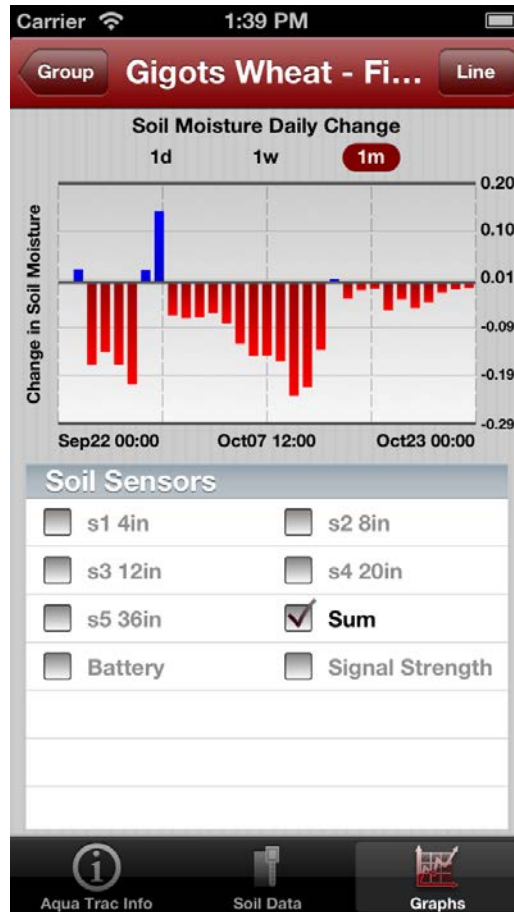 Carrier 1:39 PM
Group Gigots Wheat - Fi... Line
Soil Moisture Daily Change
1d 1w 1m
Change in Soil Moisture
0.20
0.10
0.01
-0.09
-0.19
-0.29
Sep22 00:00 Oct07 12:00 Oct23 00:00
Soil Sensors
s1 4in s2 8in
s3 12in s4 20in
s5 36in Sum
Battery Signal Strength
Aqua Trac Info Soil Data Graphs